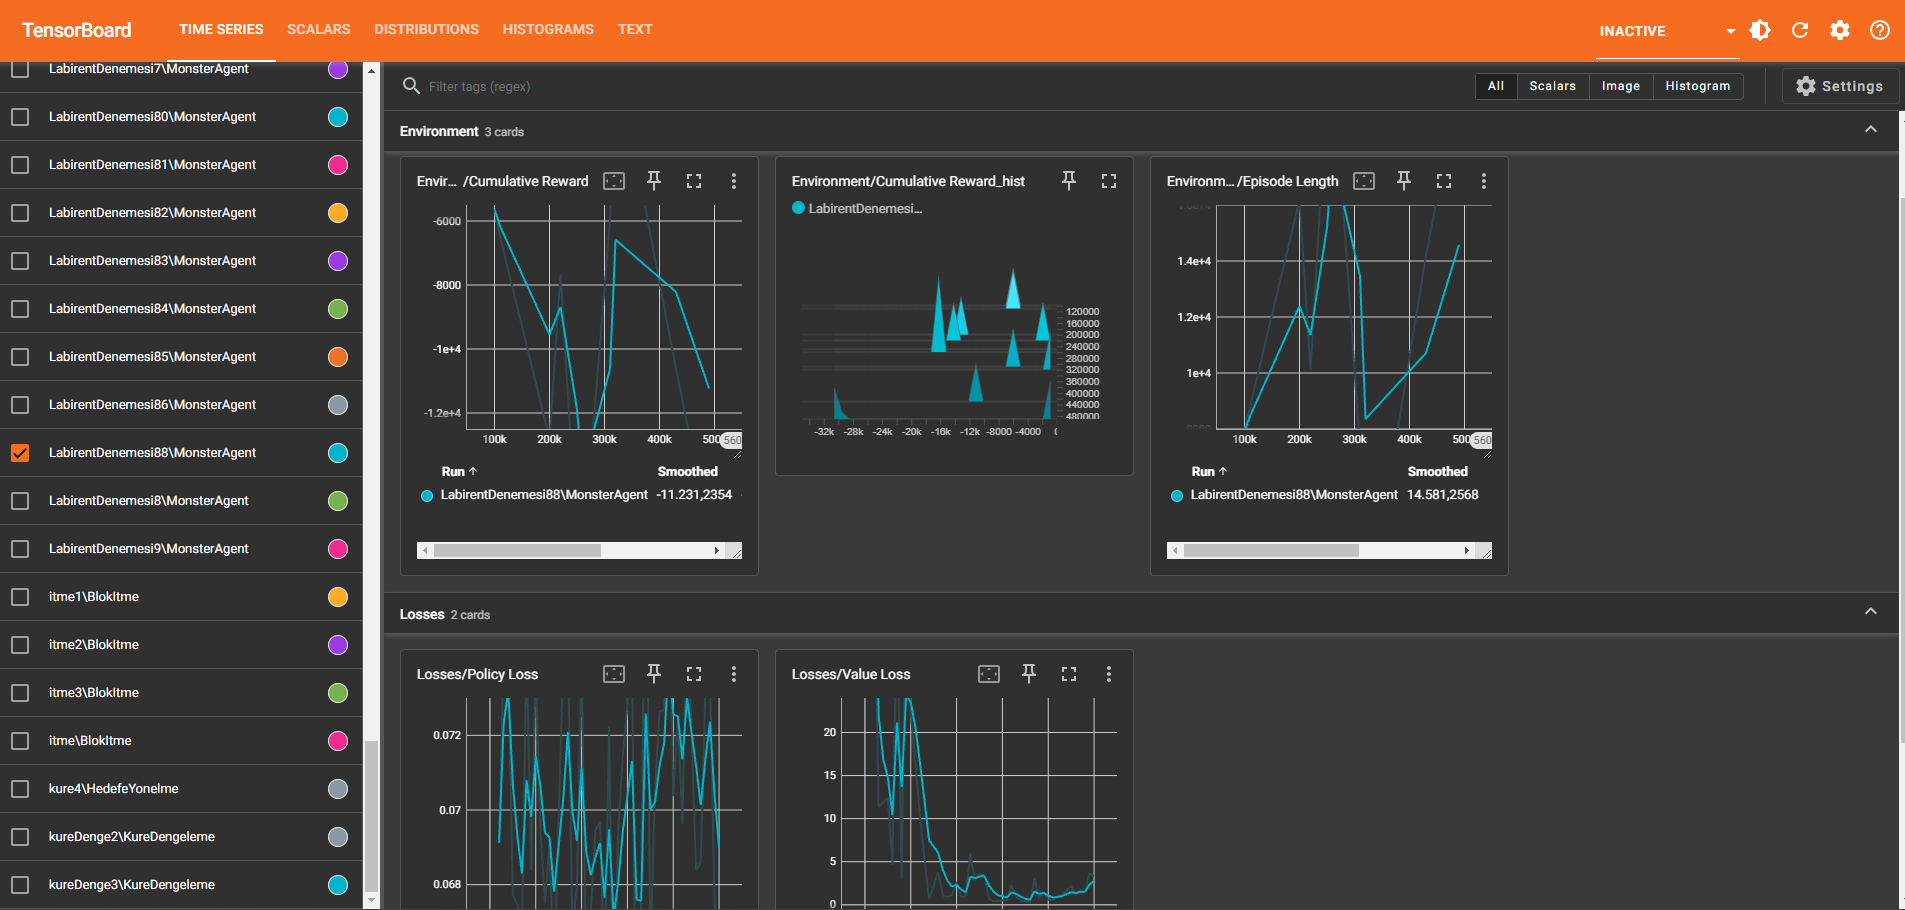 TensorBoard
TIME SERIES
SCALARS
DISTRIBUTIONS
HISTOGRAMS
TEXT
INACTIVE
LabirentDenemesi7\MonsterAgent
LabirentDenemesi80\MonsterAgent
LabirentDenemesi81\MonsterAgent
LabirentDenemesi82\MonsterAgent
LabirentDenemesi83\MonsterAgent
LabirentDenemesi84\MonsterAgent
LabirentDenemesi85\MonsterAgent
LabirentDenemesi86\MonsterAgent
LabirentDenemesi88\MonsterAgent
LabirentDenemesi8\MonsterAgent
LabirentDenemesi9\MonsterAgent
itme1\BlokItme
itme2\BlokItme
itme3\BlokItme
itme\BlokItme
kure4\HedefeYonelme
kureDenge2\KureDengeleme
kureDenge3\KureDengeleme
Filter tags (regex)
All
Scalars
Image
Histogram
Settings
Environment 3 cards
Envir... /Cumulative Reward
-6000
-8000
-1e+4
-1.2e+4
100k 200k 300k 400k 500 560
Run ↑ Smoothed
LabirentDenemesi88\MonsterAgent -11.231,2354
Environment/Cumulative Reward_hist
LabirentDenemesi...
120000
160000
200000
240000
280000
320000
360000
400000
440000
480000
-32k -28k -24k -20k -16k -12k -8000 -4000 0
Environm... /Episode Length
1.4e+4
1.2e+4
1e+4
100k 200k 300k 400k 500 560
Run ↑ Smoothed
LabirentDenemesi88\MonsterAgent 14.581,2568
Losses 2 cards
Losses/Policy Loss
0.072
0.07
0.068
Losses/Value Loss
20
15
10
5
0